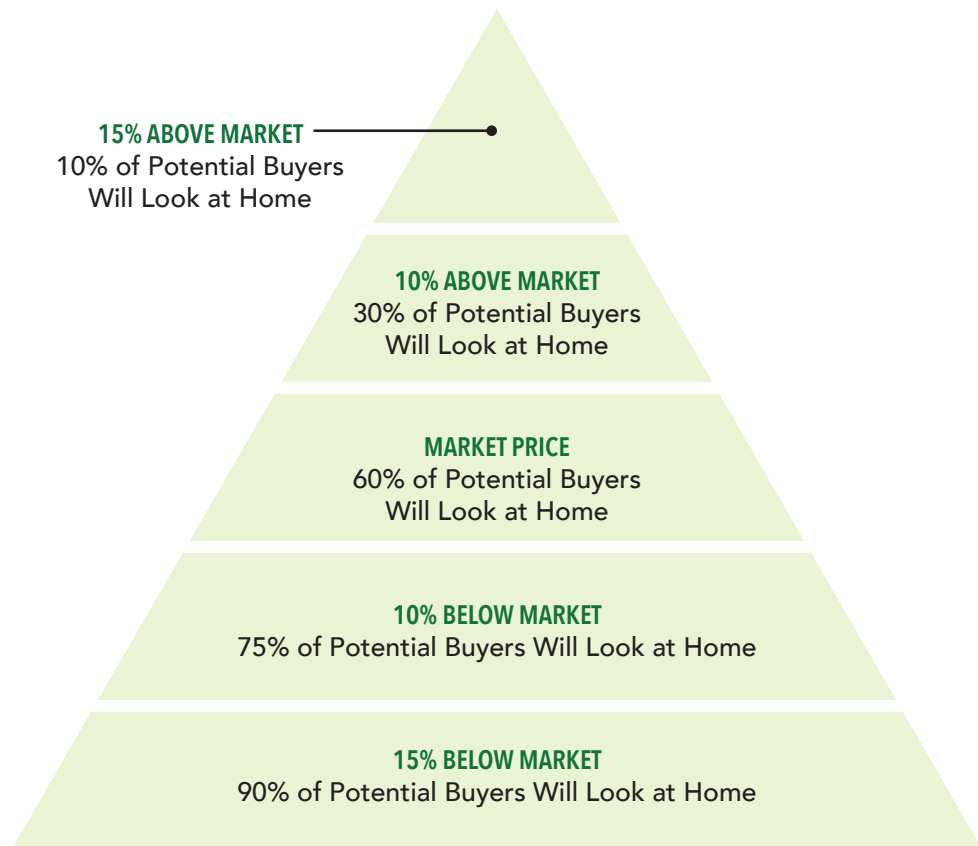 15% ABOVE MARKET
10% of Potential Buyers
Will Look at Home
10% ABOVE MARKET
30% of Potential Buyers
Will Look at Home
MARKET PRICE
60% of Potential Buyers
Will Look at Home
10% BELOW MARKET
75% of Potential Buyers Will Look at Home
15% BELOW MARKET
90% of Potential Buyers Will Look at Home